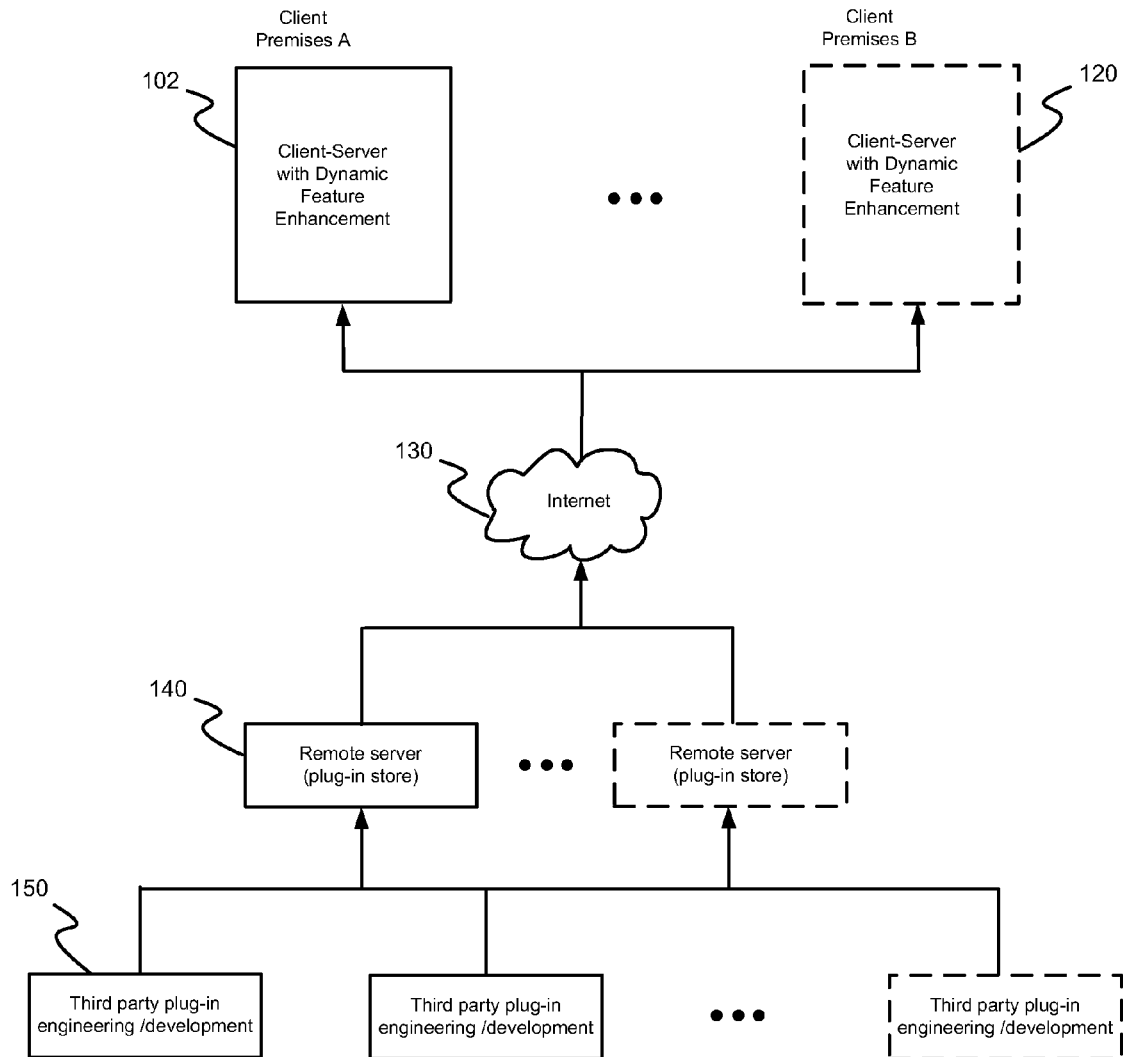 Client
Premises A
Client
Premises B
102
120
Client-Server
with Dynamic
Feature
Enhancement
Client-Server
with Dynamic
Feature
Enhancement
130
Internet
140
Remote server
(plug-in store)
Remote server
(plug-in store)
150
Third party plug-in
engineering /development
Third party plug-in
engineering /development
Third party plug-in
engineering /development